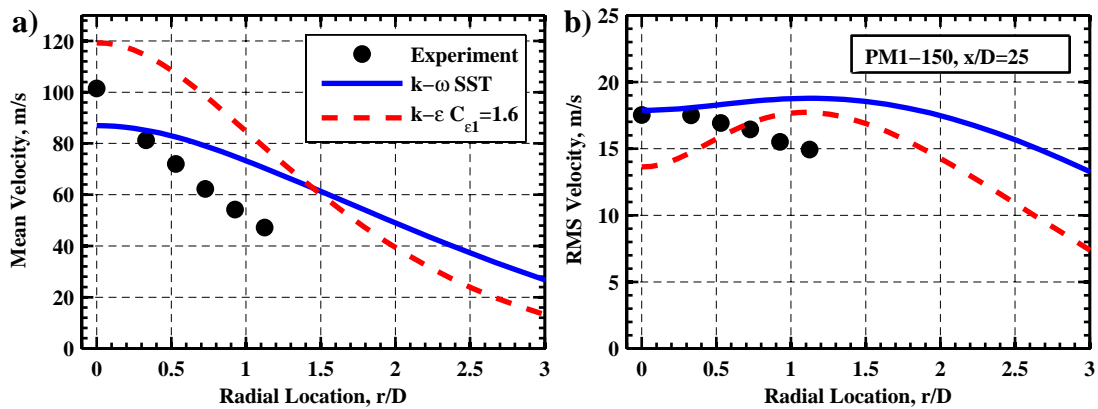 a)
Mean Velocity, m/s
120
100
80
60
40
20
0
Experiment
k−ω SST
k−ε C_ε1=1.6
0 0.5 1 1.5 2 2.5 3
Radial Location, r/D
b)
RMS Velocity, m/s
25
20
15
10
5
0
PM1−150, x/D=25
0 0.5 1 1.5 2 2.5 3
Radial Location, r/D